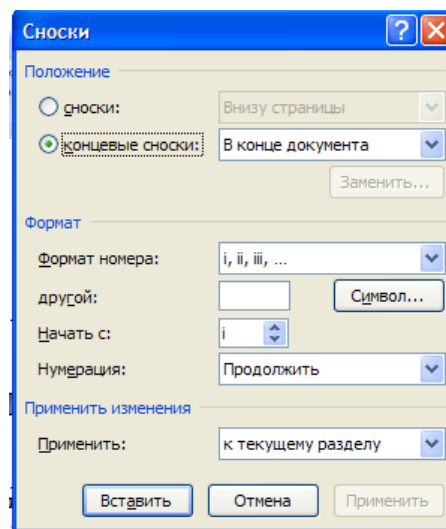 Сноски
Положение
сноски: Внизу страницы
концевые сноски: В конце документа
Заменить...
Формат
Формат номера: i, ii, iii, ...
другой: Символ...
Начать с: i
Нумерация: Продолжить
Применить изменения
Применить: к текущему разделу
Вставить Отмена Применить